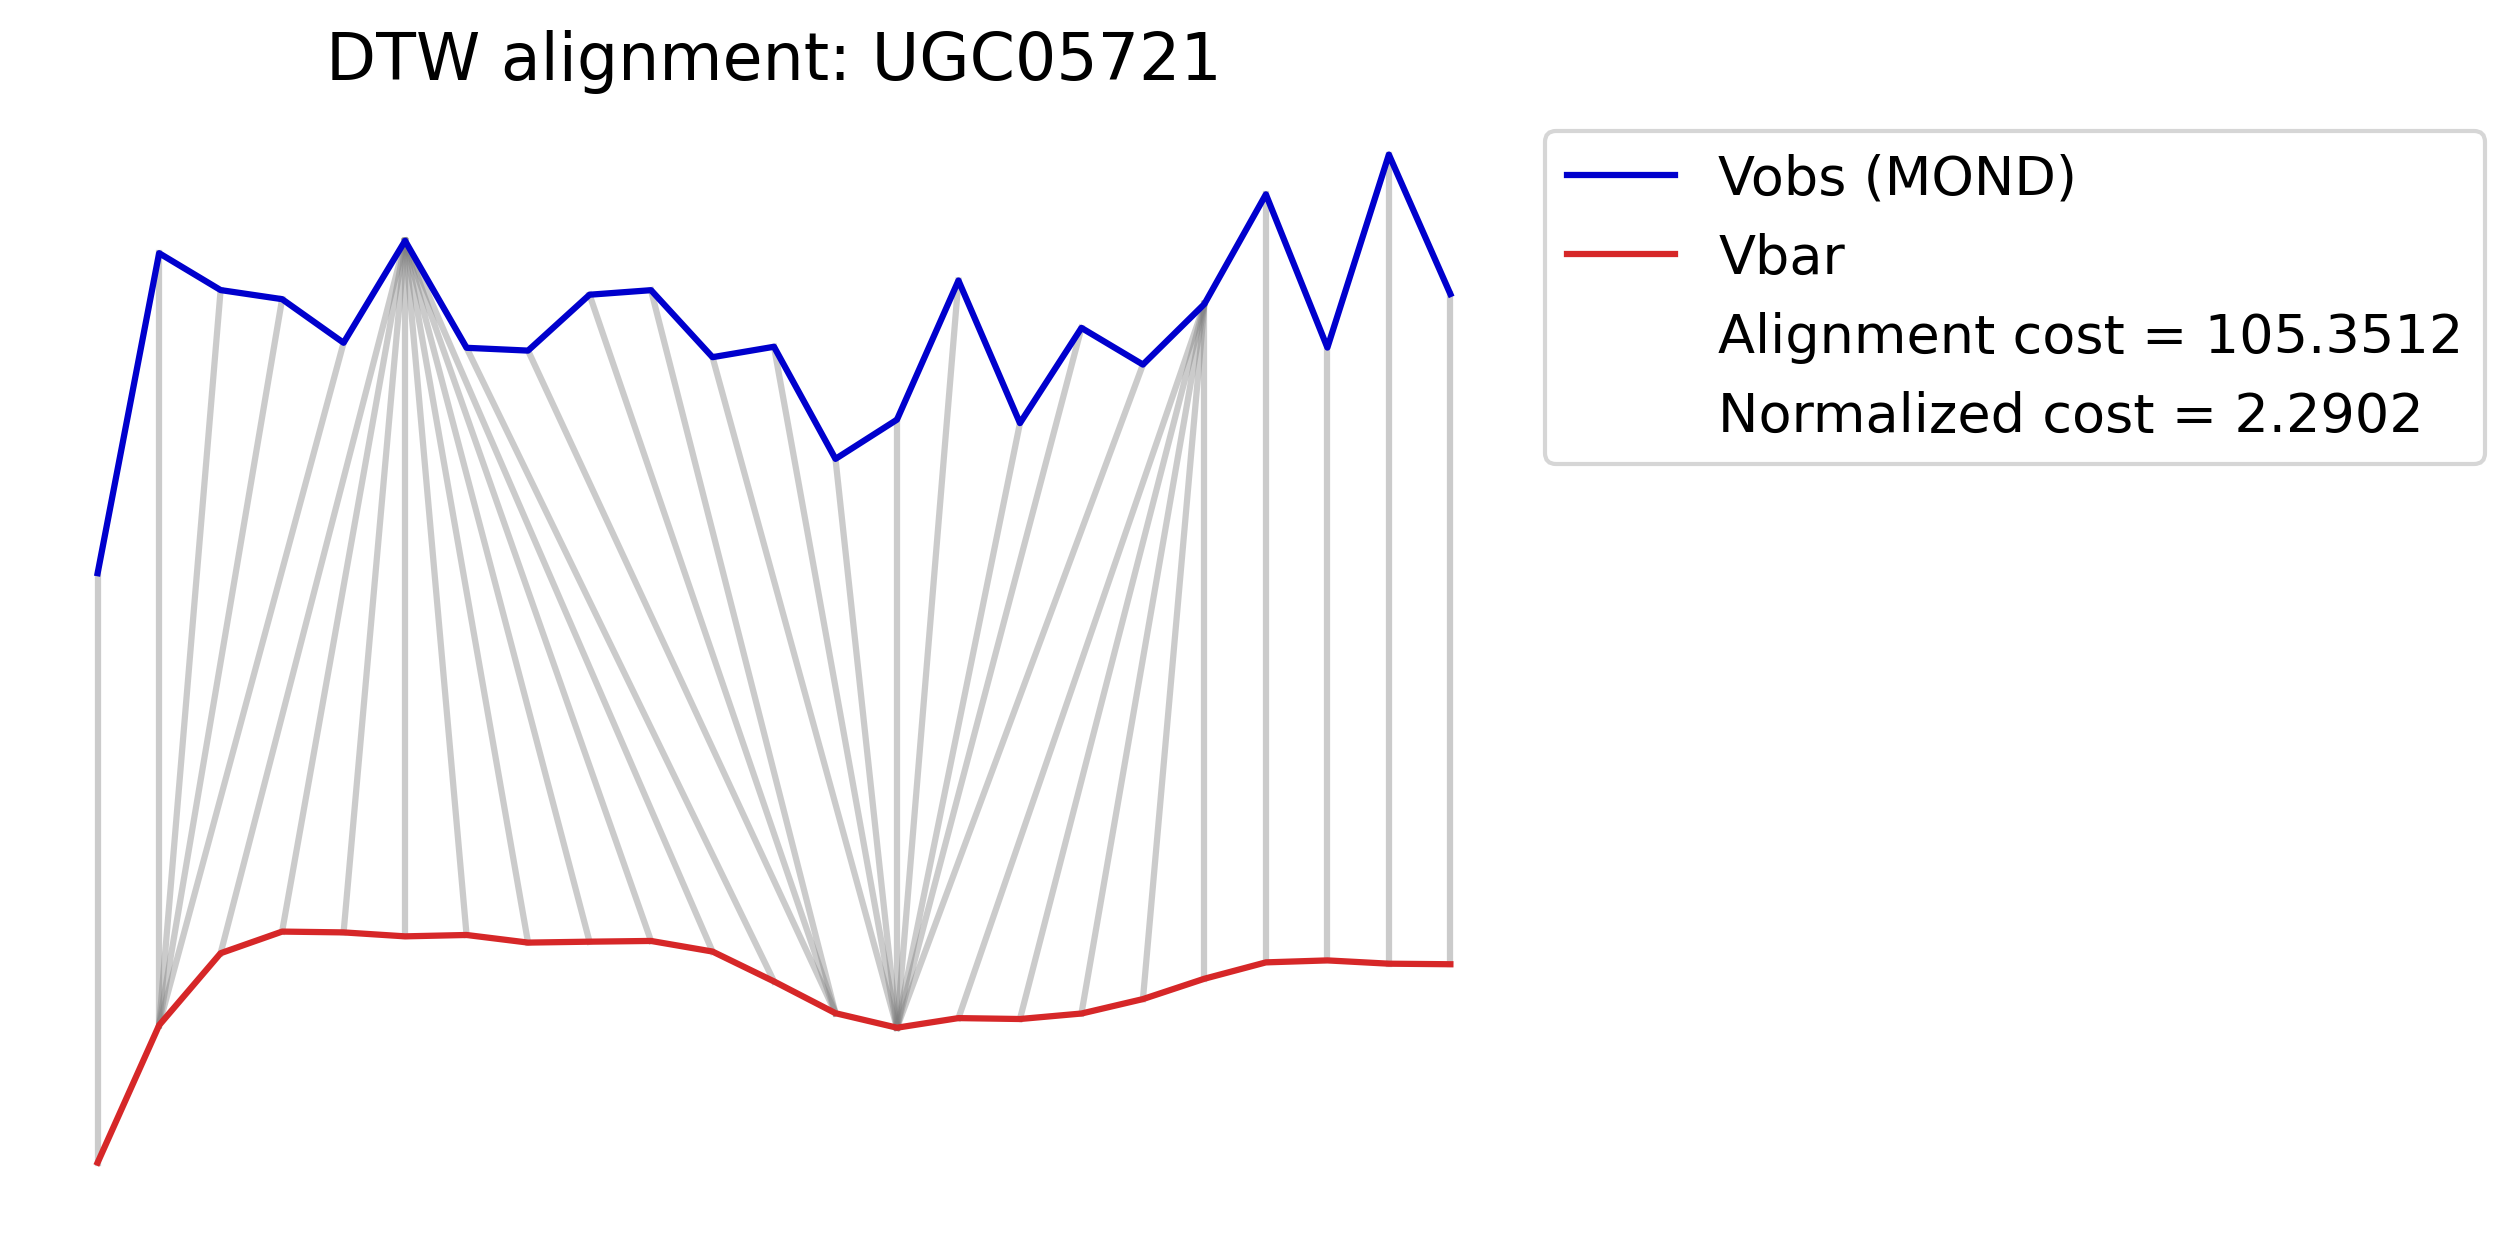 DTW alignment: UGC05721
Vobs (MOND)
Vbar
Alignment cost = 105.3512
Normalized cost = 2.2902